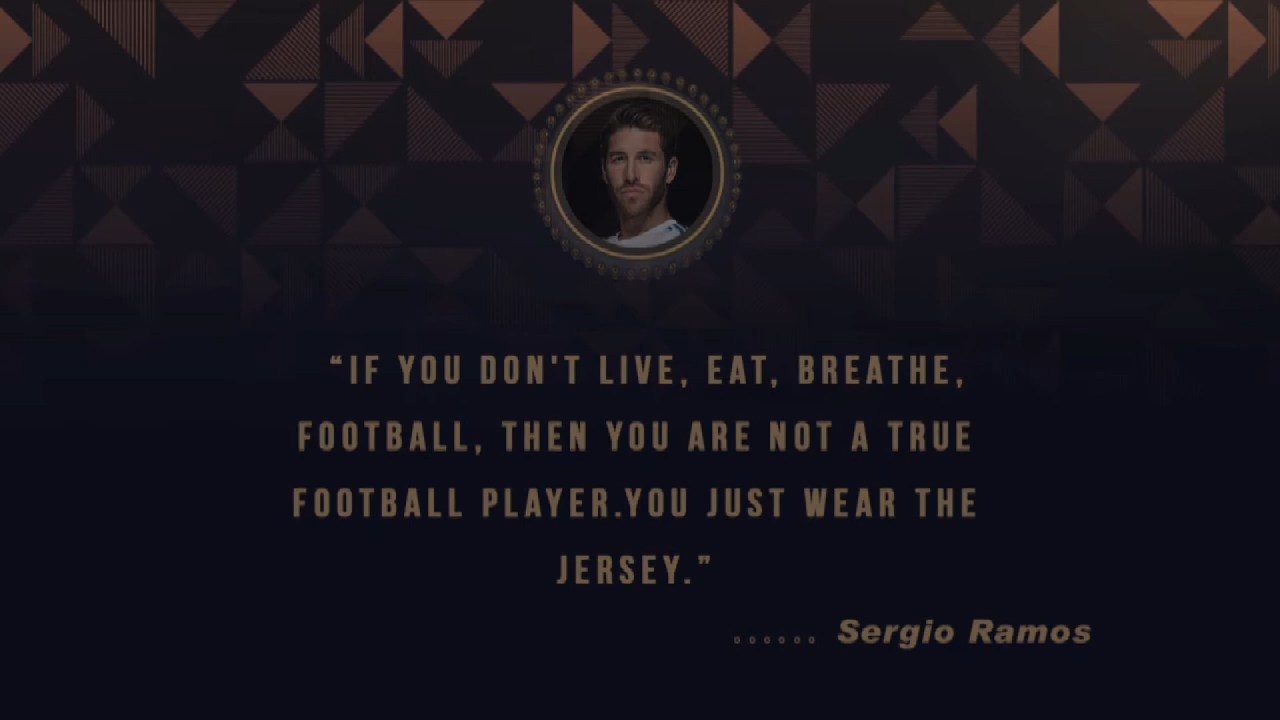 “IF YOU DON'T LIVE, EAT, BREATHE,
FOOTBALL, THEN YOU ARE NOT A TRUE
FOOTBALL PLAYER.YOU JUST WEAR THE
JERSEY.”
...... Sergio Ramos